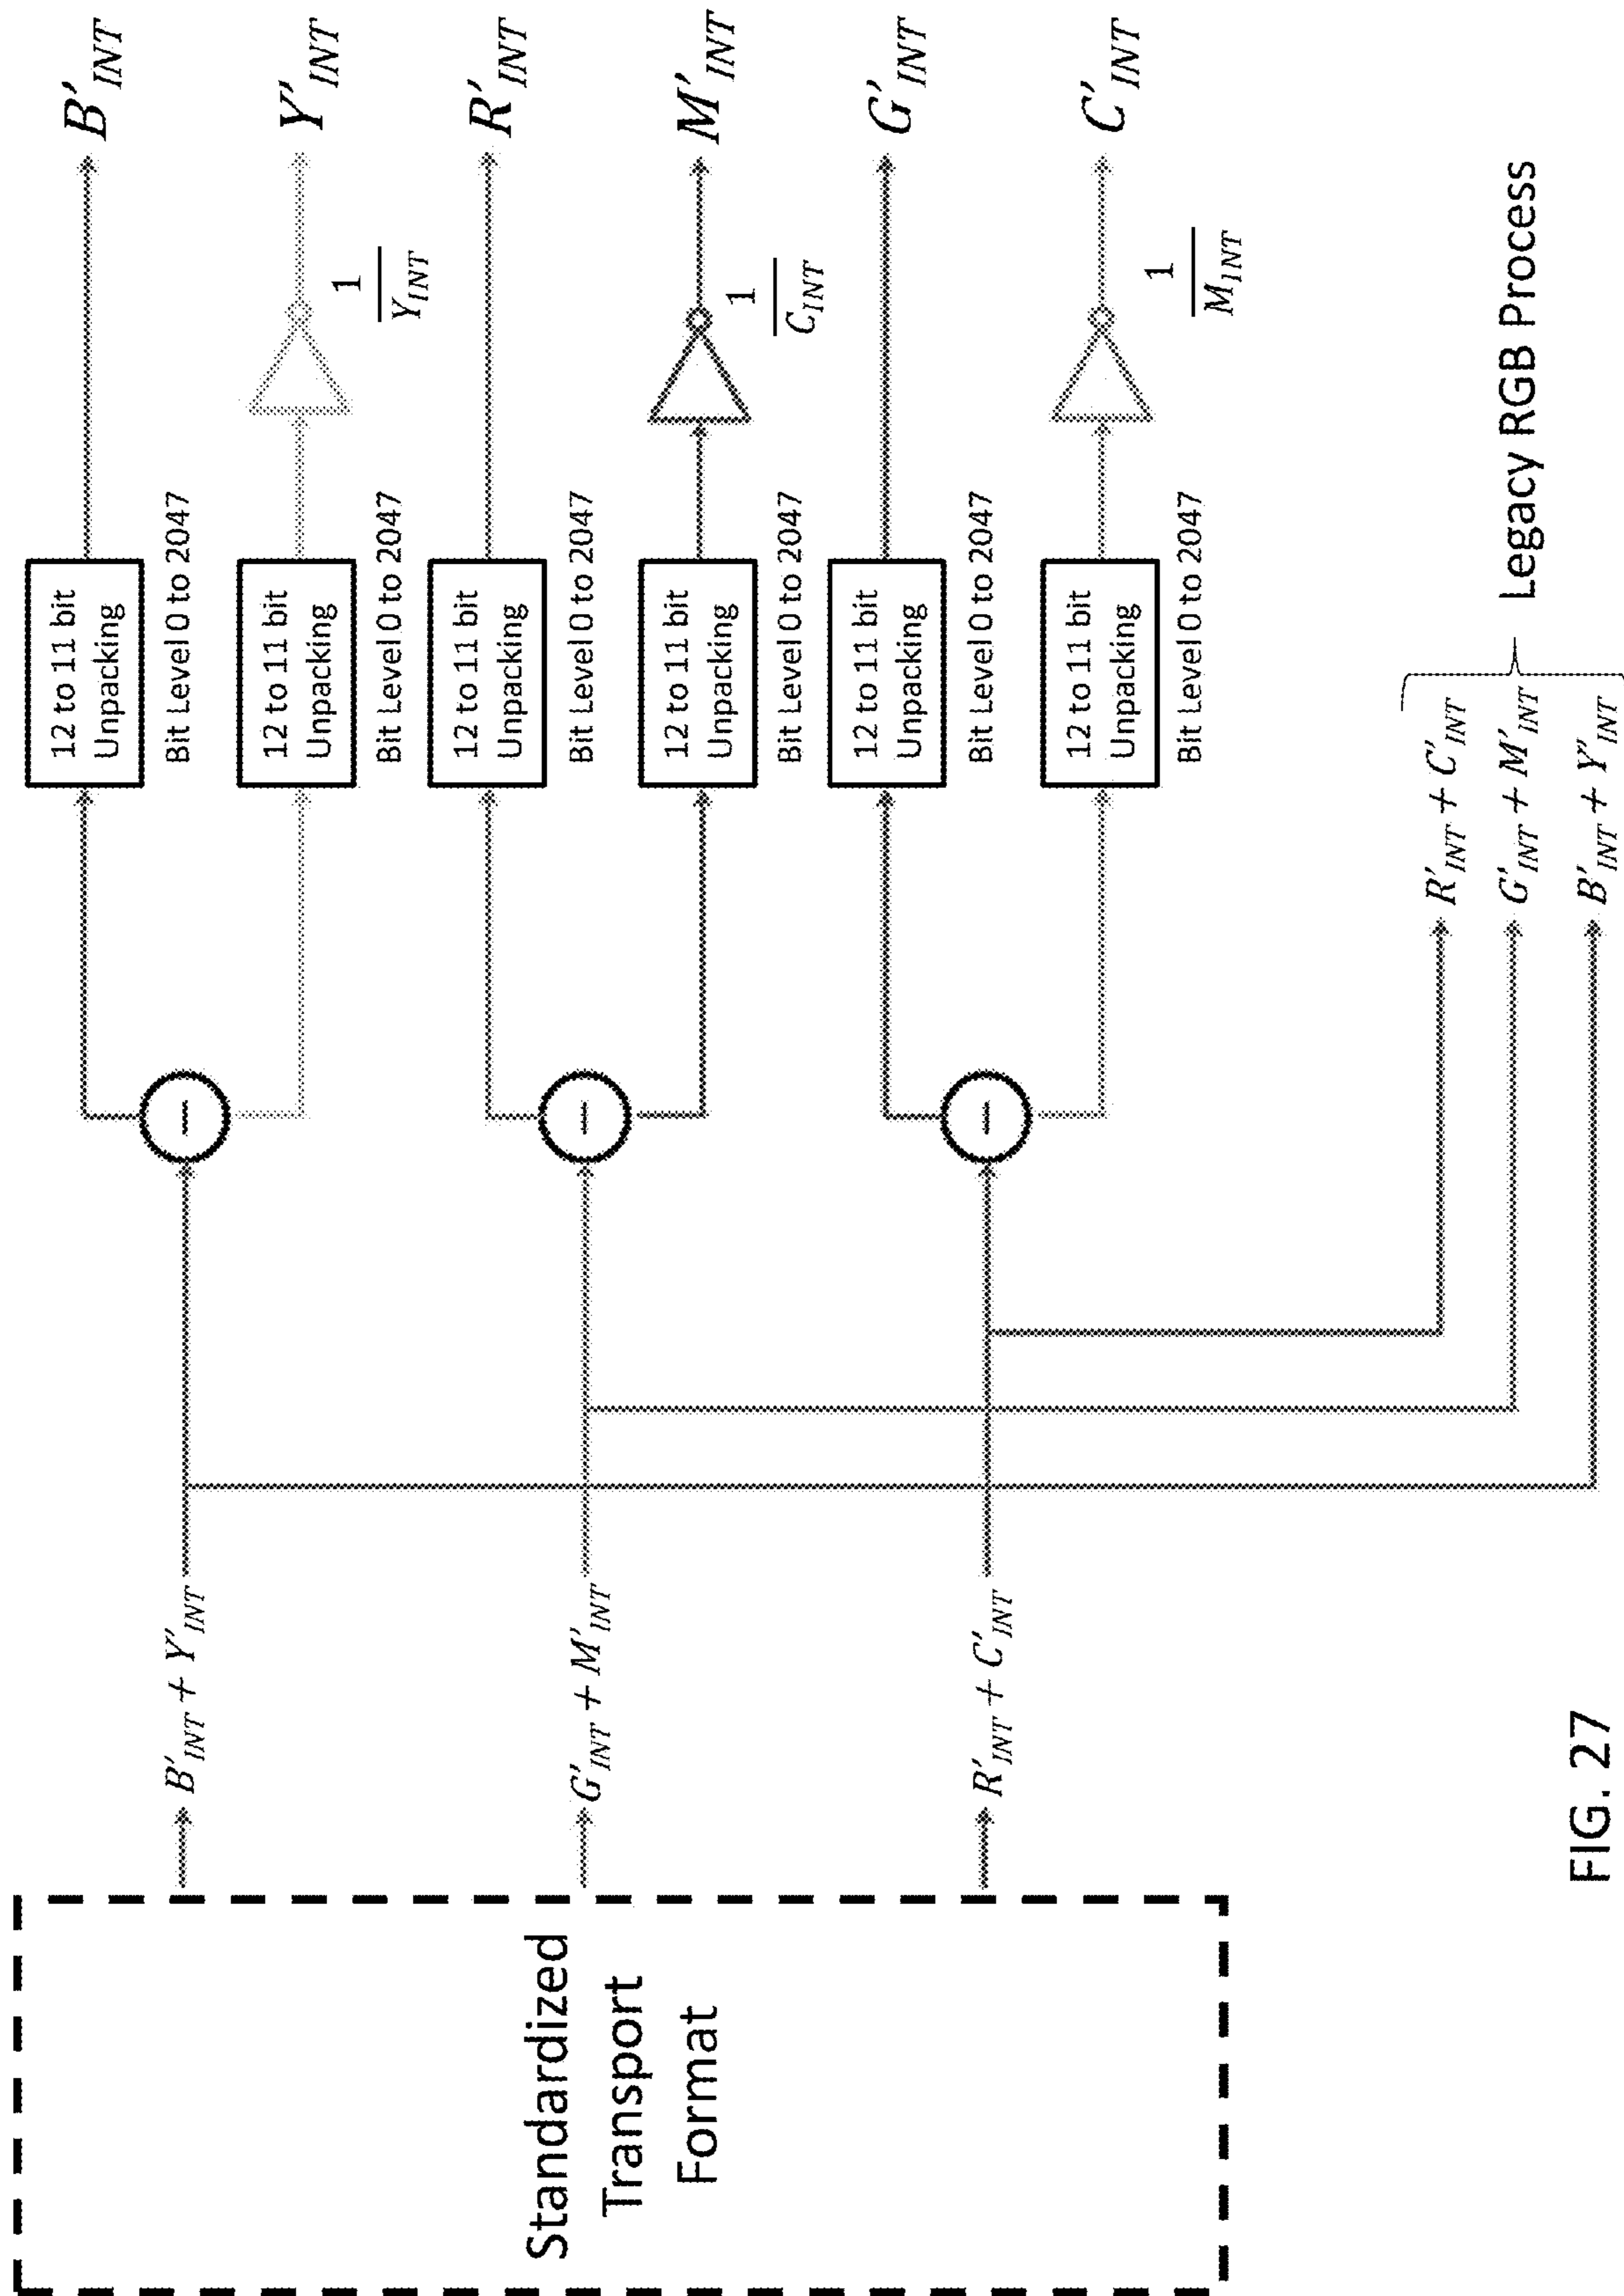 Standardized
Transport
Format
B'INT + Y'INT
G'INT + M'INT
R'INT + C'INT
12 to 11 bit
Unpacking
Bit Level 0 to 2047
B'INT
12 to 11 bit
Unpacking
Bit Level 0 to 2047
1
YINT
Y'INT
12 to 11 bit
Unpacking
Bit Level 0 to 2047
R'INT
12 to 11 bit
Unpacking
Bit Level 0 to 2047
1
CINT
M'INT
12 to 11 bit
Unpacking
Bit Level 0 to 2047
G'INT
12 to 11 bit
Unpacking
Bit Level 0 to 2047
1
MINT
C'INT
R'INT + C'INT
G'INT + M'INT
B'INT + Y'INT
Legacy RGB Process
FIG. 27